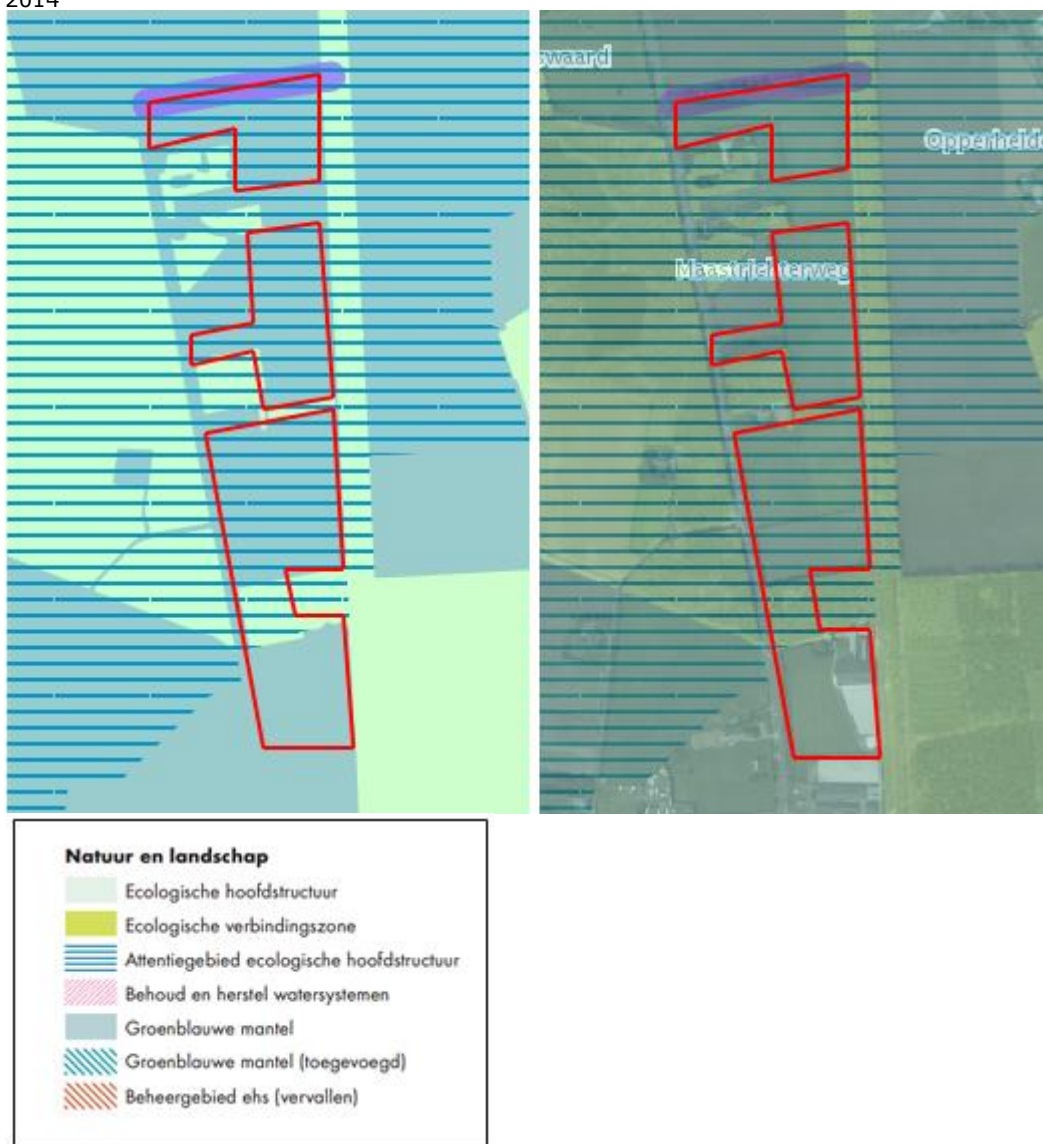 2014
swaard
Opperheide
Maastrichterweg
Natuur en landschap
Ecologische hoofdstructuur
Ecologische verbindingszone
Attentiegebied ecologische hoofdstructuur
Behoud en herstel watersystemen
Groenblauwe mantel
Groenblauwe mantel (toegevoegd)
Beheergebied ehs (vervallen)